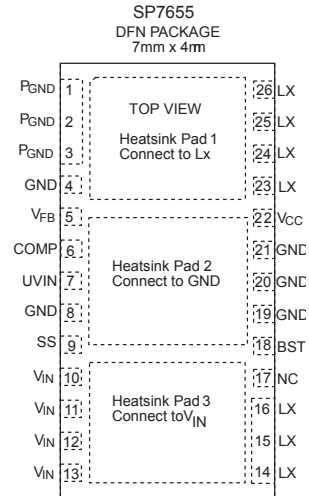 SP7655
DFN PACKAGE
7mm x 4mm
TOP VIEW
Heatsink Pad 1
Connect to Lx
Heatsink Pad 2
Connect to GND
Heatsink Pad 3
Connect toVIN
PGND 1
PGND 2
PGND 3
GND 4
VFB 5
COMP 6
UVIN 7
GND 8
SS 9
VIN 10
VIN 11
VIN 12
VIN 13
26 LX
25 LX
24 LX
23 LX
22 VCC
21 GND
20 GND
19 GND
18 BST
17 NC
16 LX
15 LX
14 LX